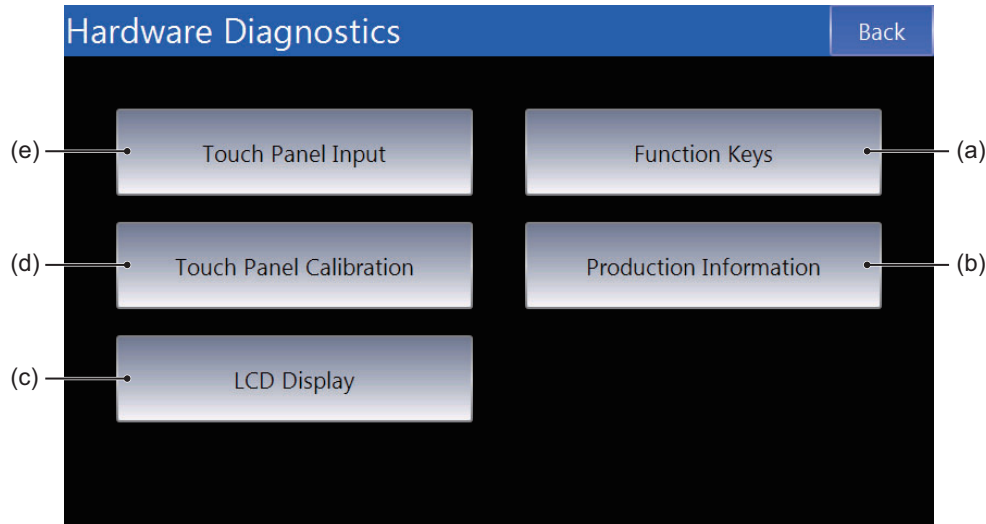 Hardware Diagnostics Back
(e) Touch Panel Input Function Keys (a)
(d) Touch Panel Calibration Production Information (b)
(c) LCD Display